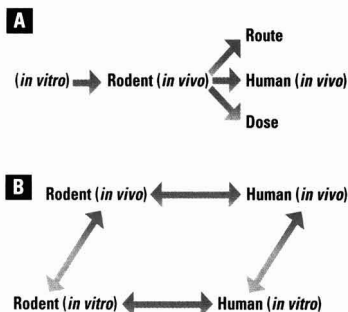 A
Route
(in vitro) Rodent (in vivo) Human (in vivo)
Dose
B
Rodent (in vivo) Human (in vivo)
Rodent (in vitro) Human (in vitro)